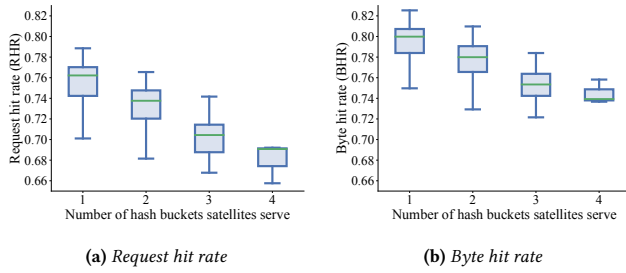 Request hit rate (RHR)
0.82
0.80
0.78
0.76
0.74
0.72
0.70
0.68
0.66
1 2 3 4
Number of hash buckets satellites serve
(a) Request hit rate
Byte hit rate (BHR)
0.82
0.80
0.78
0.76
0.74
0.72
0.70
0.68
0.66
1 2 3 4
Number of hash buckets satellites serve
(b) Byte hit rate